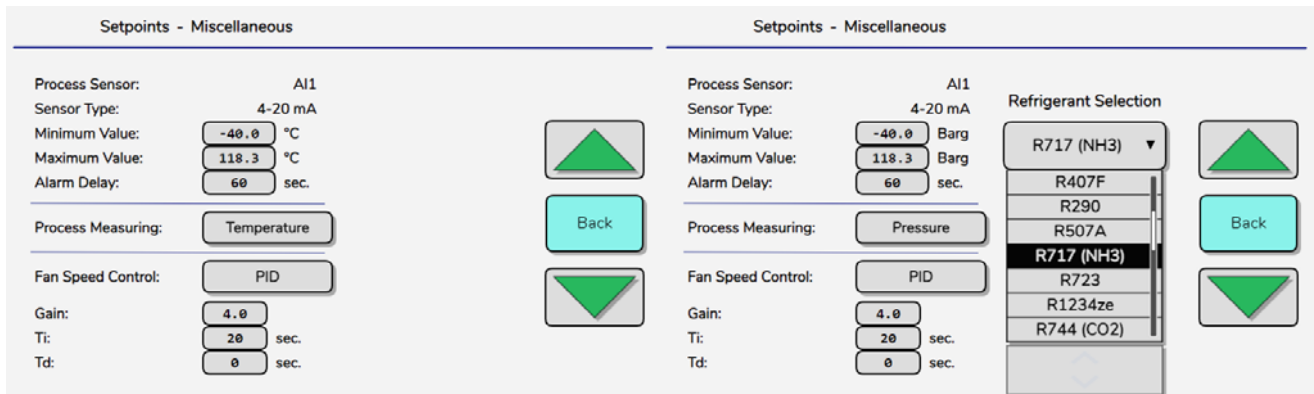 Setpoints - Miscellaneous
Process Sensor: AI1
Sensor Type: 4-20 mA
Minimum Value: -40.0 °C
Maximum Value: 118.3 °C
Alarm Delay: 60 sec.
Process Measuring: Temperature
Fan Speed Control: PID
Gain: 4.0
Ti: 20 sec.
Td: 0 sec.
Back
Setpoints - Miscellaneous
Process Sensor: AI1
Sensor Type: 4-20 mA
Minimum Value: -40.0 Barg
Maximum Value: 118.3 Barg
Alarm Delay: 60 sec.
Process Measuring: Pressure
Fan Speed Control: PID
Gain: 4.0
Ti: 20 sec.
Td: 0 sec.
Refrigerant Selection
R717 (NH3)
R407F
R290
R507A
R717 (NH3)
R723
R1234ze
R744 (CO2)
Back